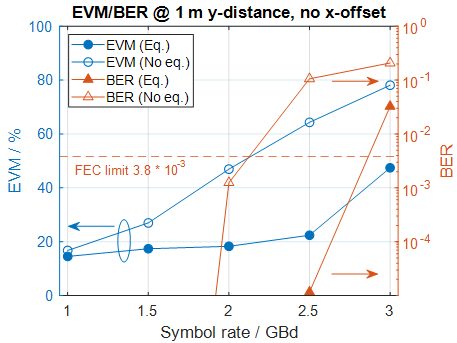 EVM/BER @ 1 m y-distance, no x-offset
EVM (Eq.)
EVM (No eq.)
BER (Eq.)
BER (No eq.)
FEC limit 3.8 * 10^-3
EVM / %
100
80
60
40
20
0
1
1.5
2
2.5
3
Symbol rate / GBd
10^0
10^-1
10^-2
10^-3
10^-4
BER